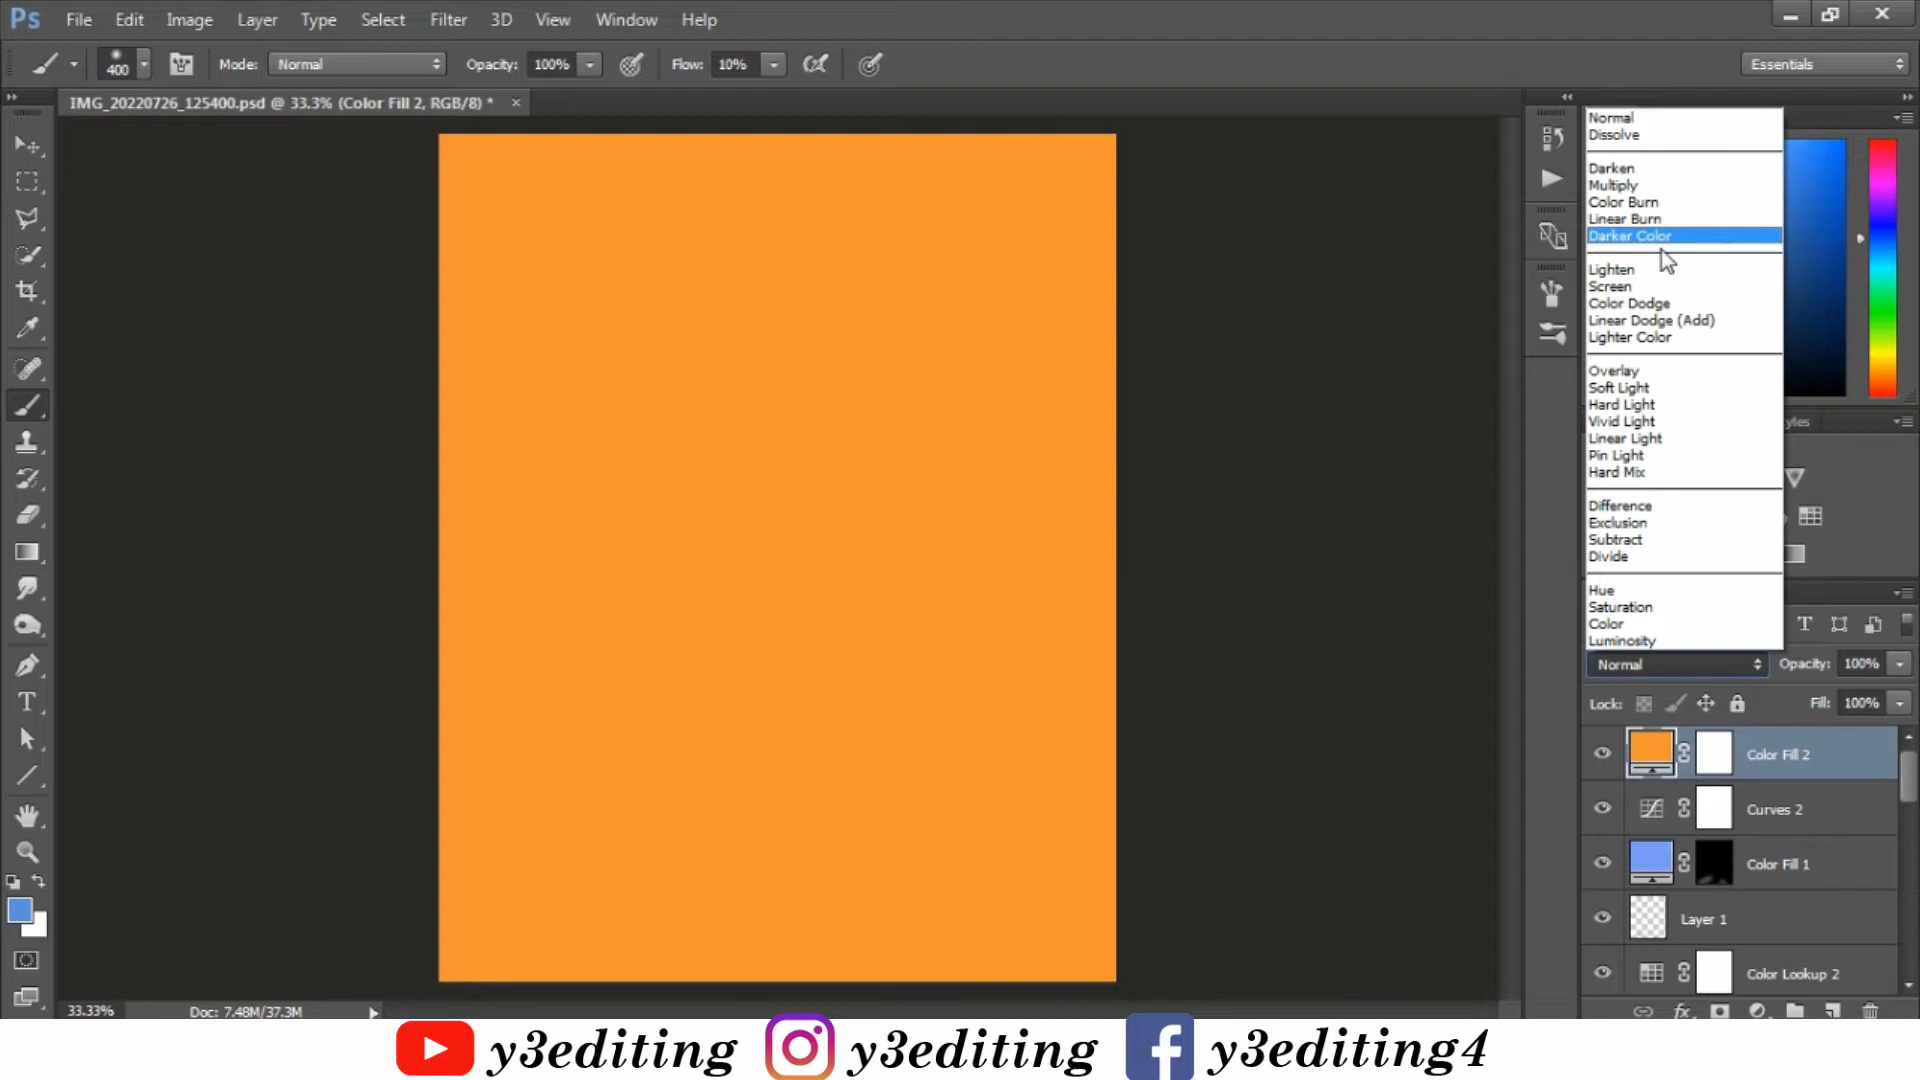 Ps File Edit Image Layer Type Select Filter 3D View Window Help
400 Mode: Normal Opacity: 100% Flow: 10% Essentials
IMG_20220726_125400.psd @ 33.3% (Color Fill 2, RGB/8) *
Normal
Dissolve
Darken
Multiply
Color Burn
Linear Burn
Darker Color
Lighten
Screen
Color Dodge
Linear Dodge (Add)
Lighter Color
Overlay
Soft Light
Hard Light
Vivid Light
Linear Light
Pin Light
Hard Mix
Difference
Exclusion
Subtract
Divide
Hue
Saturation
Color
Luminosity
yles
Normal Opacity: 100%
Lock: Fill: 100%
Color Fill 2
Curves 2
Color Fill 1
Layer 1
Color Lookup 2
33.33% Doc: 7.48M/37.3M
y3editing y3editing y3editing4